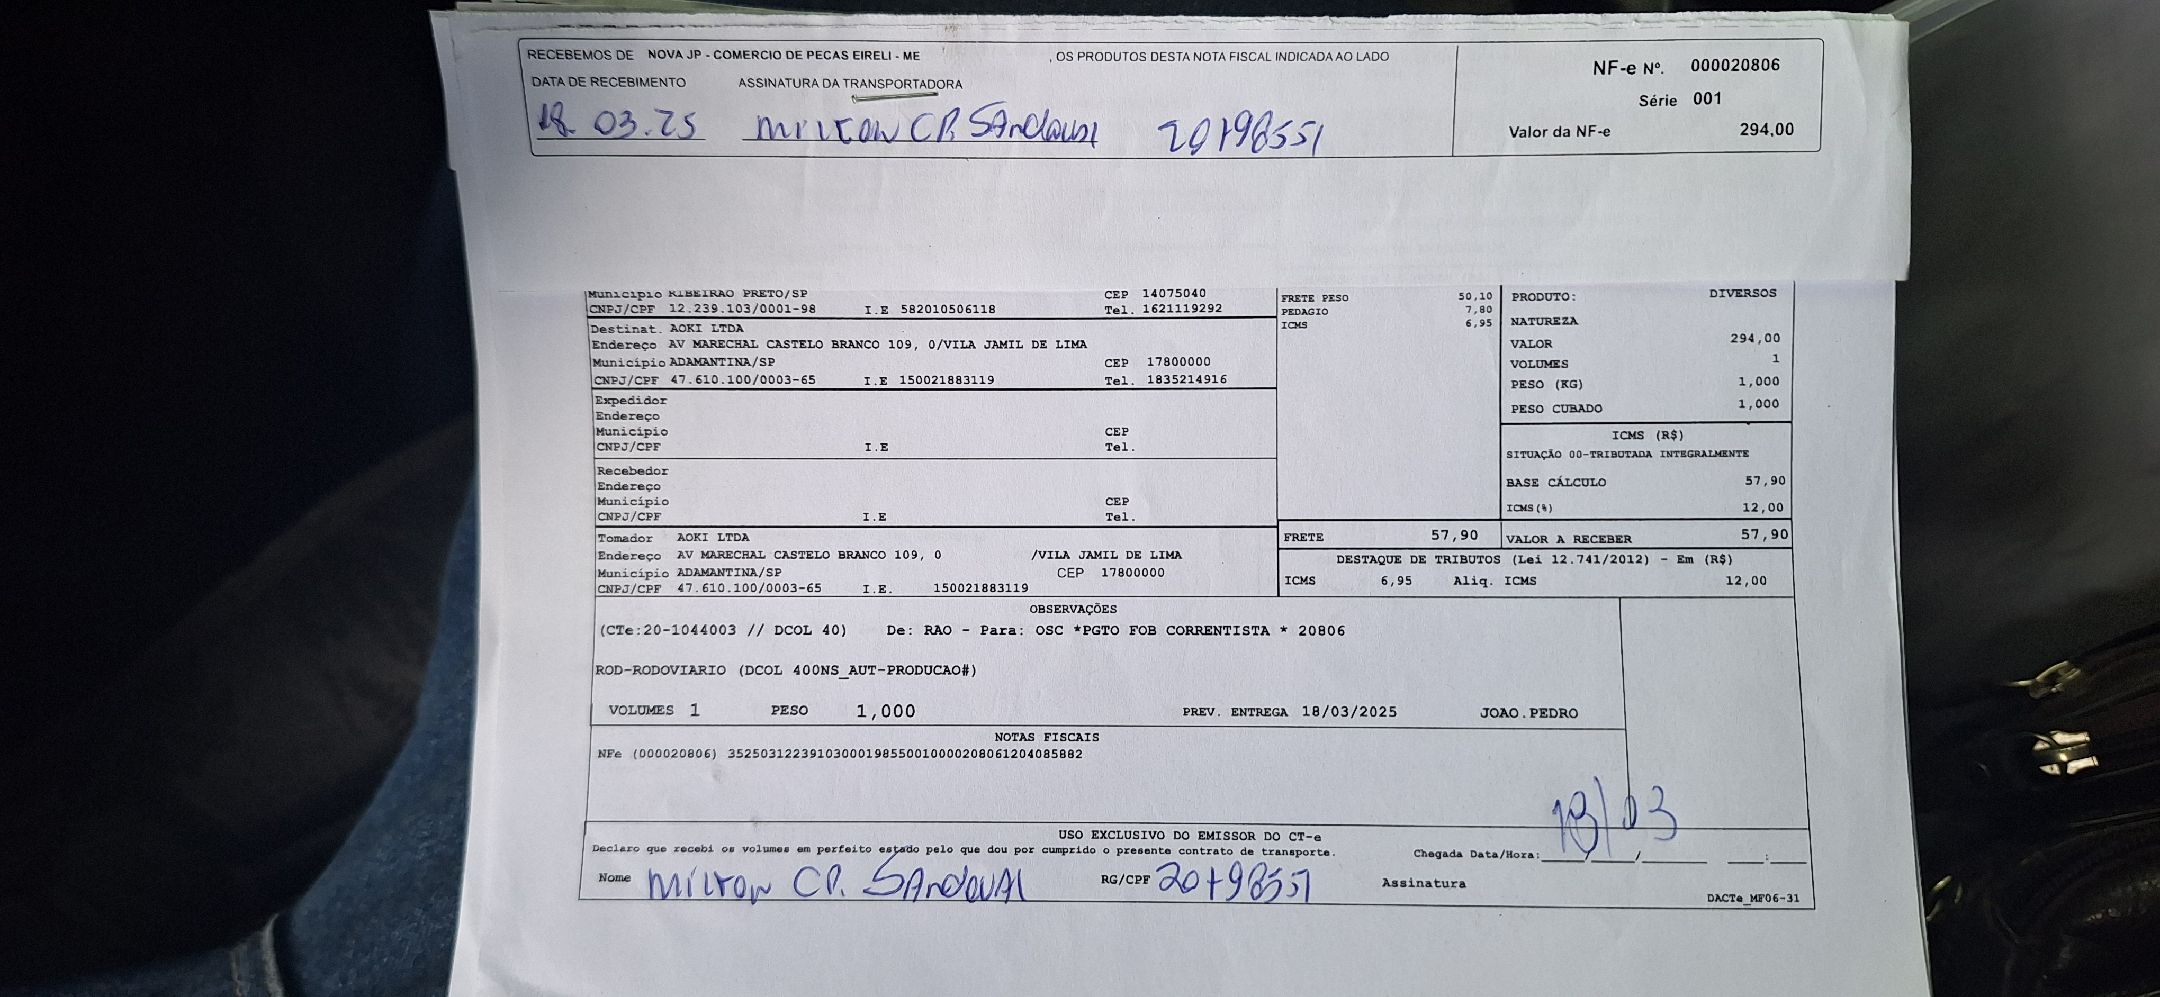 RECEBEMOS DE NOVA JP - COMERCIO DE PECAS EIRELI - ME , OS PRODUTOS DESTA NOTA FISCAL INDICADA AO LADO
DATA DE RECEBIMENTO ASSINATURA DA TRANSPORTADORA
18.03.25 MILTON CR. SANDOVAL 20798551
NF-e Nº. 000020806
Série 001
Valor da NF-e 294,00
Município RIBEIRAO PRETO/SP CEP 14075040
CNPJ/CPF 12.239.103/0001-98 I.E 582010506118 Tel. 1621119292
Destinat. AOKI LTDA
Endereço AV MARECHAL CASTELO BRANCO 109, 0/VILA JAMIL DE LIMA
Município ADAMANTINA/SP CEP 17800000
CNPJ/CPF 47.610.100/0003-65 I.E 150021883119 Tel. 1835214916
Expedidor
Endereço
Município CEP
CNPJ/CPF I.E Tel.
Recebedor
Endereço
Município CEP
CNPJ/CPF I.E Tel.
Tomador AOKI LTDA
Endereço AV MARECHAL CASTELO BRANCO 109, 0 /VILA JAMIL DE LIMA
Município ADAMANTINA/SP CEP 17800000
CNPJ/CPF 47.610.100/0003-65 I.E. 150021883119
FRETE PESO 50,10
PEDAGIO 7,80
ICMS 6,95
PRODUTO: DIVERSOS
NATUREZA
VALOR 294,00
VOLUMES 1
PESO (KG) 1,000
PESO CUBADO 1,000
ICMS (R$)
SITUAÇÃO 00-TRIBUTADA INTEGRALMENTE
BASE CÁLCULO 57,90
ICMS(%) 12,00
FRETE 57,90 VALOR A RECEBER 57,90
DESTAQUE DE TRIBUTOS (Lei 12.741/2012) - Em (R$)
ICMS 6,95 Aliq. ICMS 12,00
OBSERVAÇÕES
(CTe:20-1044003 // DCOL 40) De: RAO - Para: OSC *PGTO FOB CORRENTISTA * 20806
ROD-RODOVIARIO (DCOL 400NS_AUT-PRODUCAO#)
VOLUMES 1 PESO 1,000 PREV. ENTREGA 18/03/2025 JOAO.PEDRO
NOTAS FISCAIS
NFe (000020806) 35250312239103000198550010000208061204085882
USO EXCLUSIVO DO EMISSOR DO CT-e
Declaro que recebi os volumes em perfeito estado pelo que dou por cumprido o presente contrato de transporte.
Chegada Data/Hora:____/____/______ ___:___ 18/03
Nome MILTON CR. SANDOVAL RG/CPF 20798551 Assinatura
DACTe_MF06-31